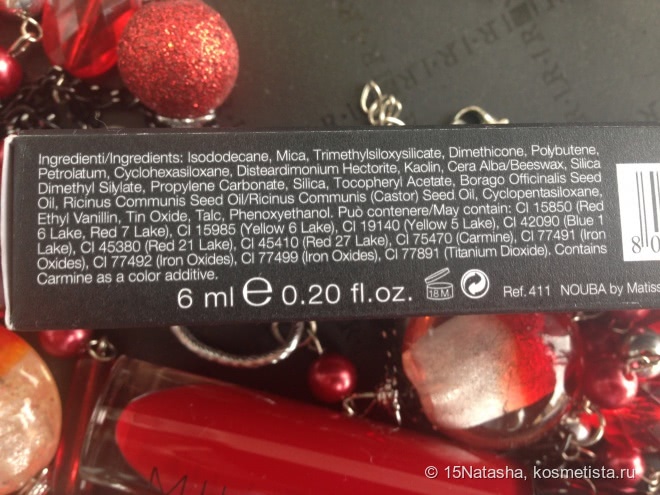 Ingredienti/Ingredients: Isododecane, Mica, Trimethylsiloxysilicate, Dimethicone, Polybutene,
Petrolatum, Cyclohexasiloxane, Disteardimonium Hectorite, Kaolin, Cera Alba/Beeswax, Silica
Dimethyl Silylate, Propylene Carbonate, Silica, Tocopheryl Acetate, Borago Officinalis Seed
Oil, Ricinus Communis Seed Oil/Ricinus Communis (Castor) Seed Oil, Cyclopentasiloxane,
Ethyl Vanillin, Tin Oxide, Talc, Phenoxyethanol. Può contenere/May contain: CI 15850 (Red
6 Lake, Red 7 Lake), CI 15985 (Yellow 6 Lake), CI 19140 (Yellow 5 Lake), CI 42090 (Blue 1
Lake), CI 45380 (Red 21 Lake), CI 45410 (Red 27 Lake), CI 75470 (Carmine), CI 77491 (Iron
Oxides), CI 77492 (Iron Oxides), CI 77499 (Iron Oxides), CI 77891 (Titanium Dioxide). Contains
Carmine as a color additive.
6 ml e 0.20 fl.oz. 18 M Ref. 411 NOUBA by Matiss
80
© 15Natasha, kosmetista.ru